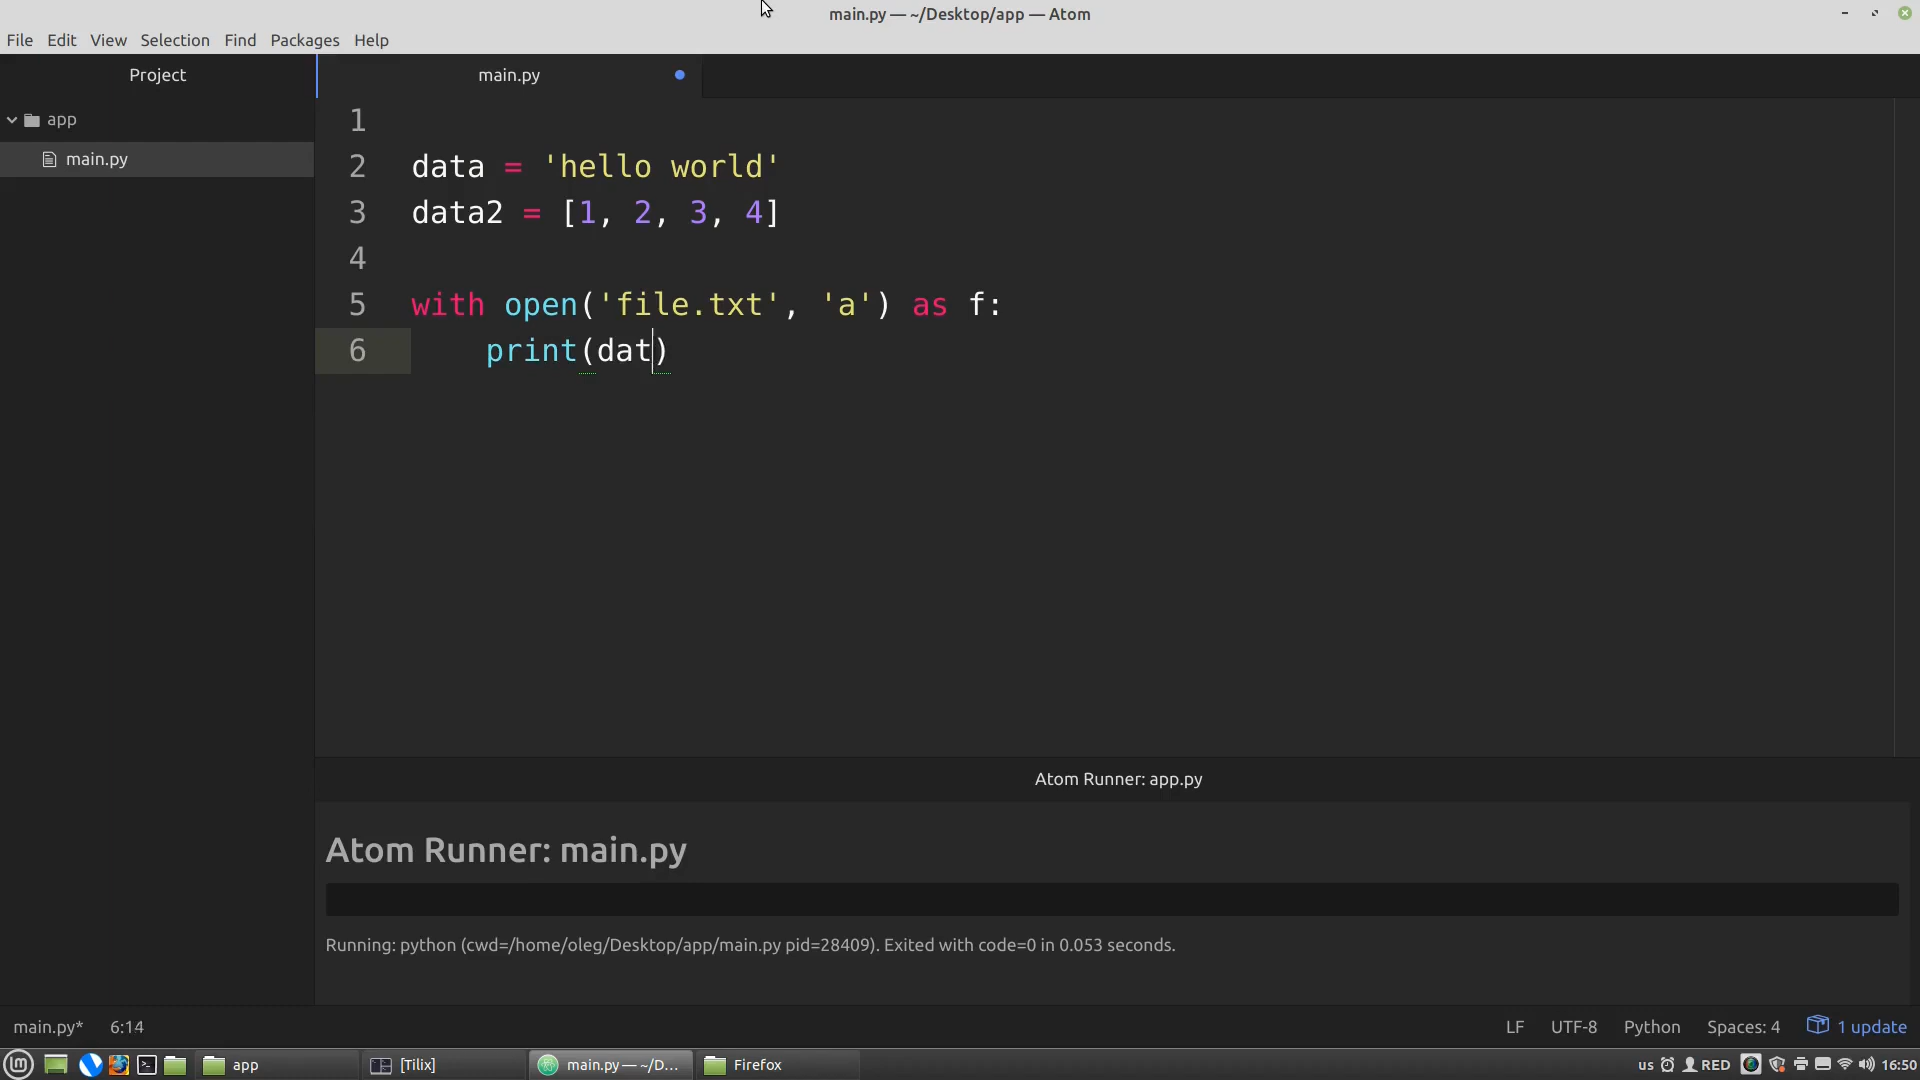 main.py — ~/Desktop/app — Atom
File Edit View Selection Find Packages Help
Project
main.py
app
main.py
1
2 data = 'hello world'
3 data2 = [1, 2, 3, 4]
4
5 with open('file.txt', 'a') as f:
6 print(dat)
Atom Runner: app.py
Atom Runner: main.py
Running: python (cwd=/home/oleg/Desktop/app/main.py pid=28409). Exited with code=0 in 0.053 seconds.
main.py* 6:14 LF UTF-8 Python Spaces: 4 1 update
app [Tilix] main.py — ~/D... Firefox us RED 16:50